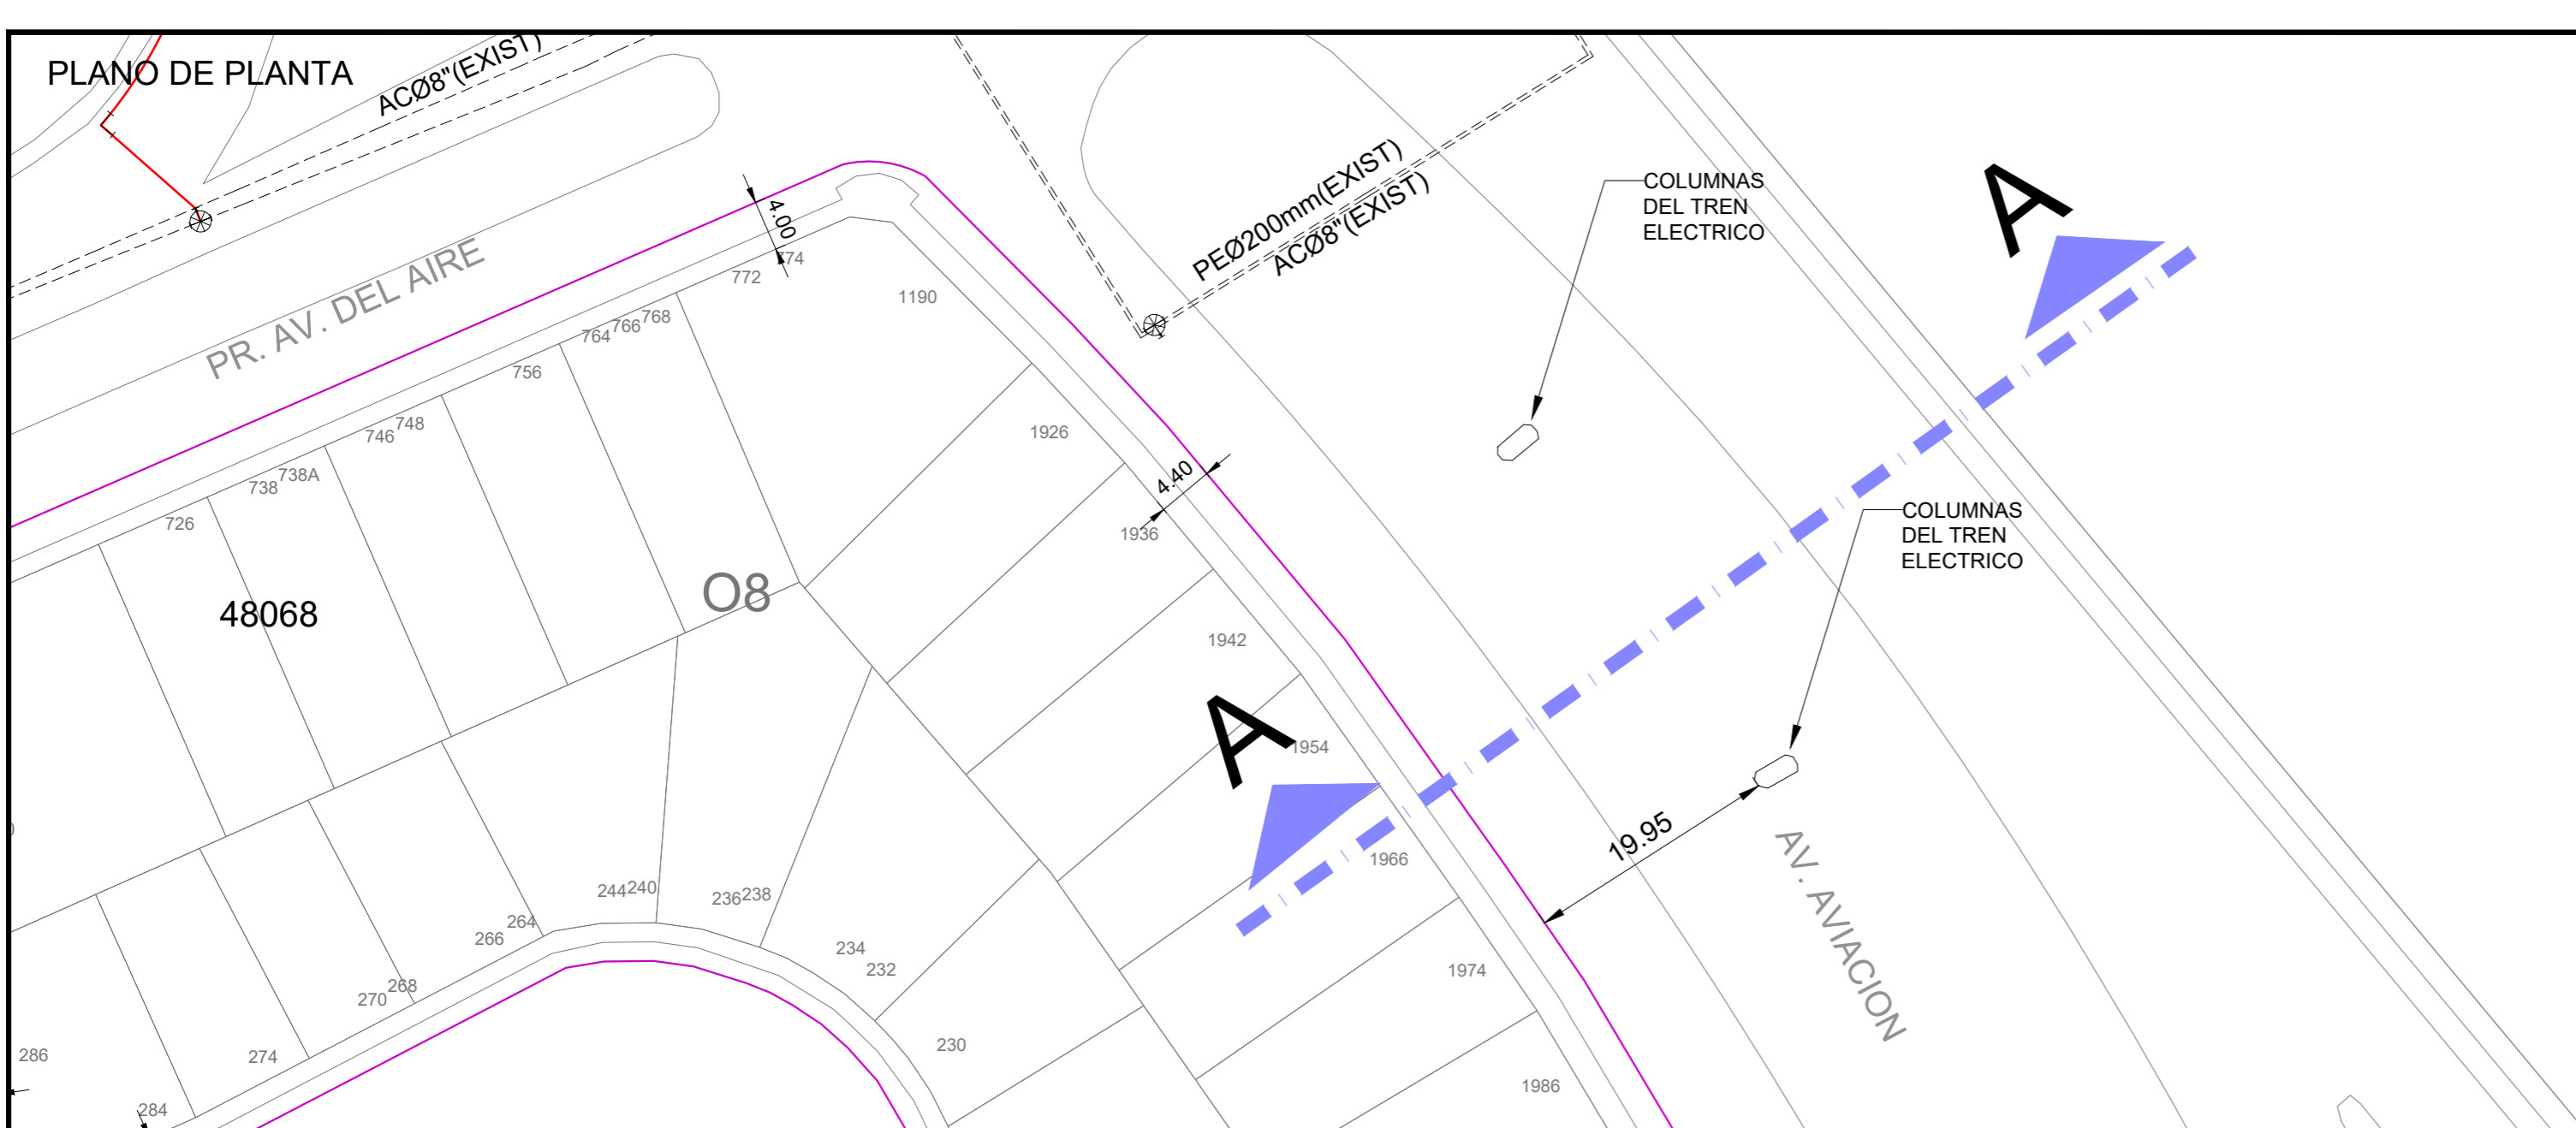 PLANO DE PLANTA
ACØ8"(EXIST)
PR. AV. DEL AIRE
4.00
774
772
768
766
764
756
748
746
738A
738
726
48068
O8
1190
1926
4.40
1936
1942
1954
1966
1974
1986
PEØ200mm(EXIST)
ACØ8"(EXIST)
COLUMNAS
DEL TREN
ELECTRICO
A
COLUMNAS
DEL TREN
ELECTRICO
A
19.95
AV. AVIACION
244
240
236
238
234
232
230
264
266
268
270
274
284
286